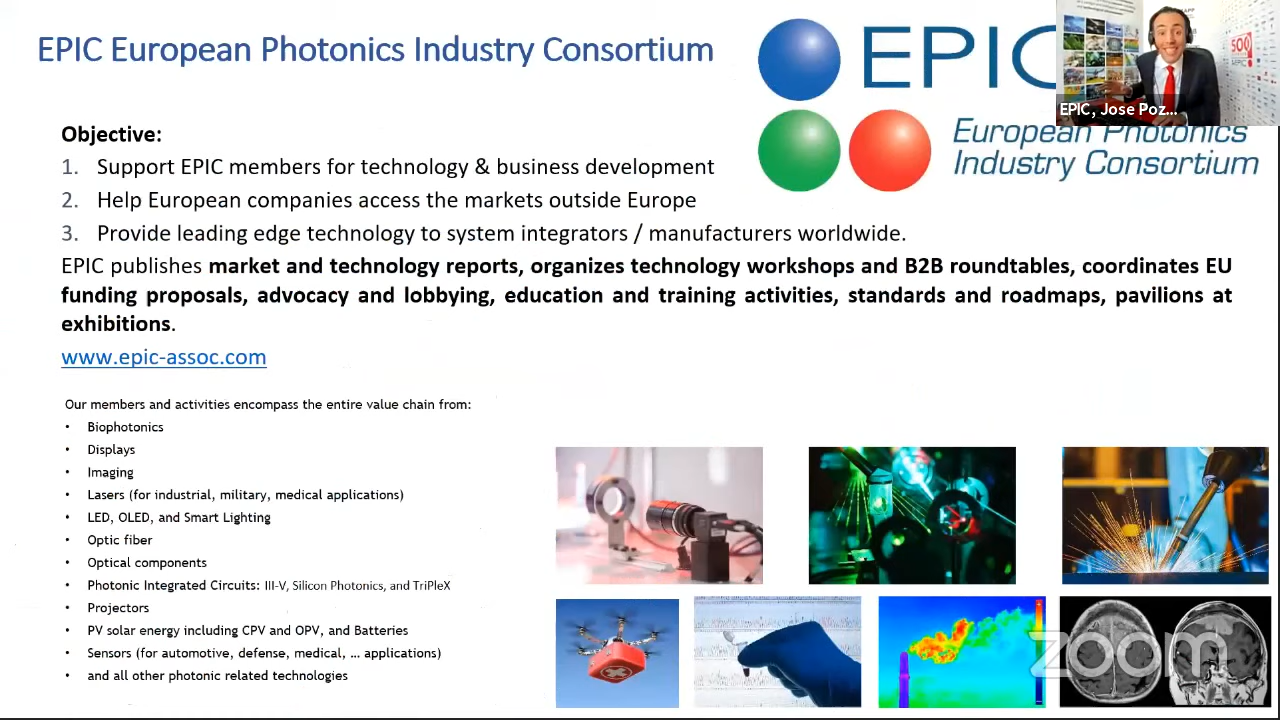 EPIC European Photonics Industry Consortium
EPIC
European Photonics
Industry Consortium
500
EPIC, Jose Poz...
Objective:
1. Support EPIC members for technology & business development
2. Help European companies access the markets outside Europe
3. Provide leading edge technology to system integrators / manufacturers worldwide.
EPIC publishes market and technology reports, organizes technology workshops and B2B roundtables, coordinates EU
funding proposals, advocacy and lobbying, education and training activities, standards and roadmaps, pavilions at
exhibitions.
www.epic-assoc.com
Our members and activities encompass the entire value chain from:
• Biophotonics
• Displays
• Imaging
• Lasers (for industrial, military, medical applications)
• LED, OLED, and Smart Lighting
• Optic fiber
• Optical components
• Photonic Integrated Circuits: III-V, Silicon Photonics, and TriPleX
• Projectors
• PV solar energy including CPV and OPV, and Batteries
• Sensors (for automotive, defense, medical, ... applications)
• and all other photonic related technologies
zoom